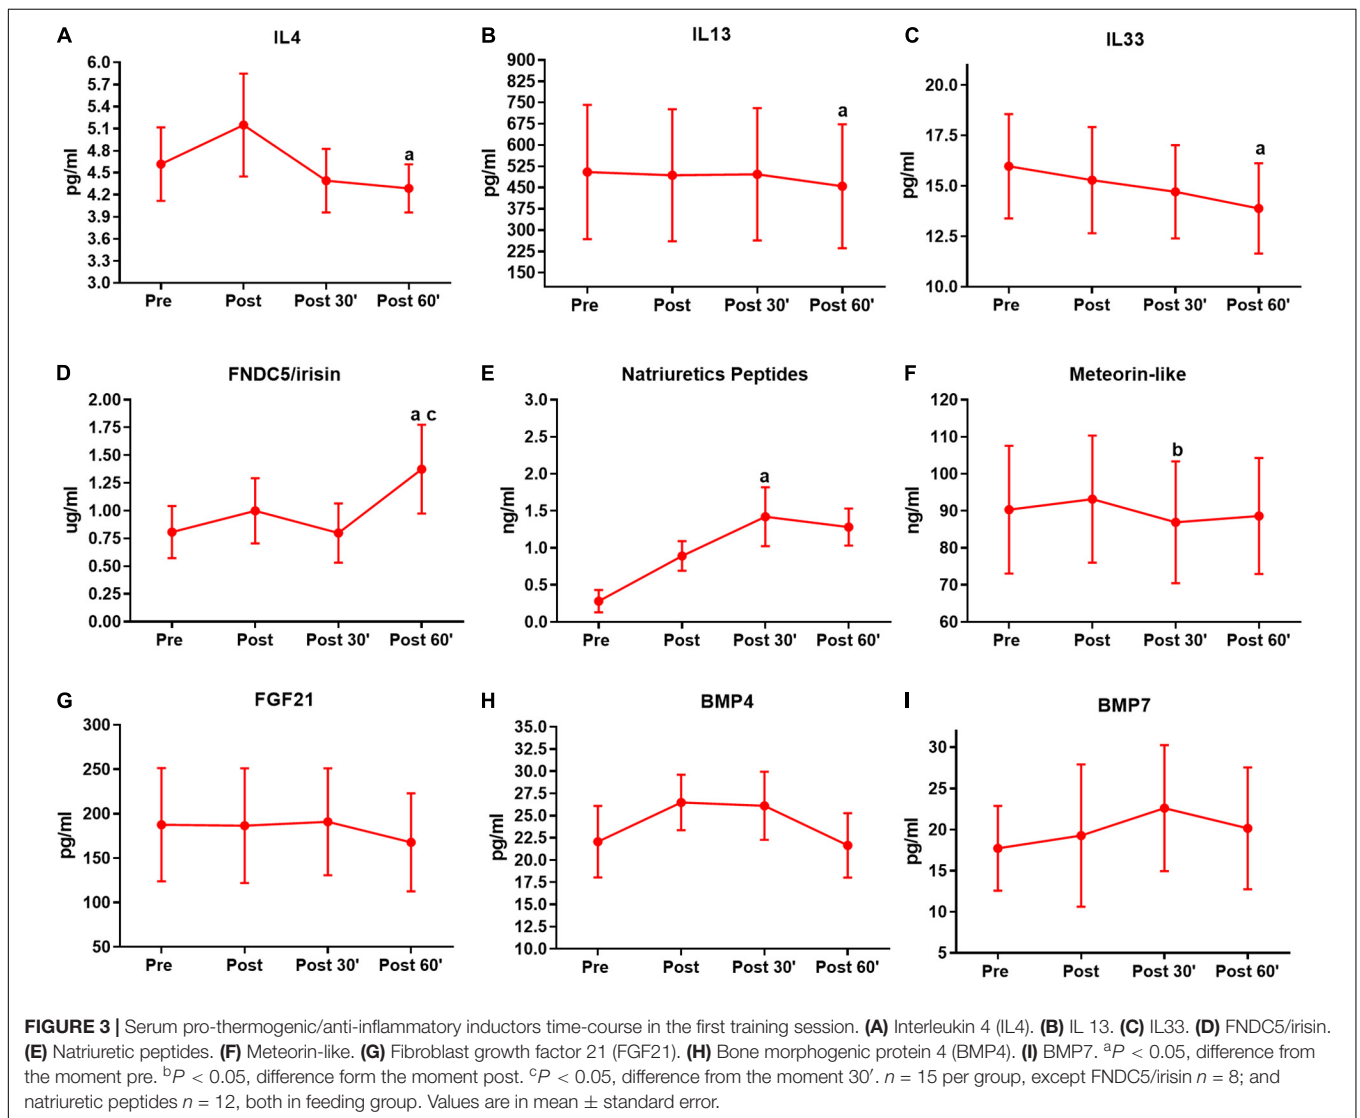 A
IL4
pg/ml
6.0
5.7
5.4
5.1
4.8
4.5
4.2
3.9
3.6
3.3
3.0
a
Pre Post Post 30' Post 60'
B
IL13
pg/ml
900
825
750
675
600
525
450
375
300
225
150
a
Pre Post Post 30' Post 60'
C
IL33
pg/ml
20.0
17.5
15.0
12.5
10.0
a
Pre Post Post 30' Post 60'
D
FNDC5/irisin
ug/ml
2.00
1.75
1.50
1.25
1.00
0.75
0.50
0.25
0.00
a c
Pre Post Post 30' Post 60'
E
Natriuretics Peptides
ng/ml
3.0
2.5
2.0
1.5
1.0
0.5
0.0
a
Pre Post Post 30' Post 60'
F
Meteorin-like
ng/ml
120
110
100
90
80
70
60
b
Pre Post Post 30' Post 60'
G
FGF21
pg/ml
300
250
200
150
100
50
Pre Post Post 30' Post 60'
H
BMP4
pg/ml
35.0
32.5
30.0
27.5
25.0
22.5
20.0
17.5
15.0
12.5
10.0
Pre Post Post 30' Post 60'
I
BMP7
pg/ml
30
25
20
15
10
5
Pre Post Post 30' Post 60'
FIGURE 3 | Serum pro-thermogenic/anti-inflammatory inductors time-course in the first training session. (A) Interleukin 4 (IL4). (B) IL 13. (C) IL33. (D) FNDC5/irisin.
(E) Natriuretic peptides. (F) Meteorin-like. (G) Fibroblast growth factor 21 (FGF21). (H) Bone morphogenic protein 4 (BMP4). (I) BMP7. ᵃP < 0.05, difference from
the moment pre. ᵇP < 0.05, difference form the moment post. ᶜP < 0.05, difference from the moment 30′. n = 15 per group, except FNDC5/irisin n = 8; and
natriuretic peptides n = 12, both in feeding group. Values are in mean ± standard error.